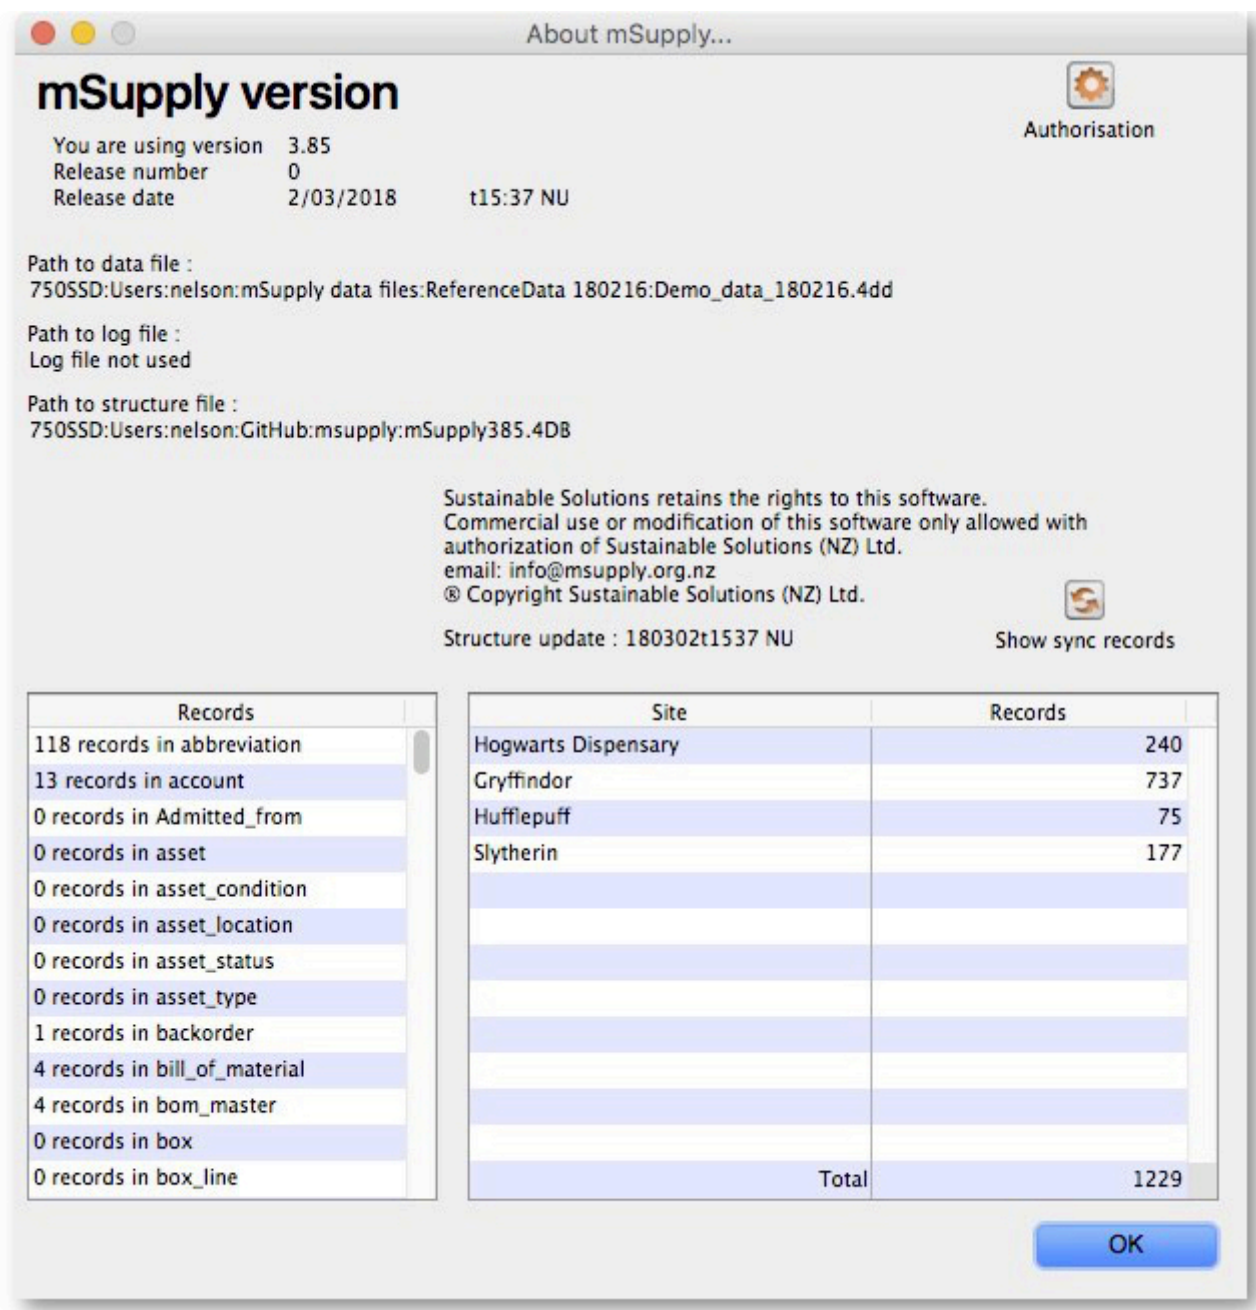 About mSupply...
mSupply version
Authorisation
You are using version 3.85
Release number 0
Release date 2/03/2018 t15:37 NU
Path to data file :
750SSD:Users:nelson:mSupply data files:ReferenceData 180216:Demo_data_180216.4dd
Path to log file :
Log file not used
Path to structure file :
750SSD:Users:nelson:GitHub:msupply:mSupply385.4DB
Sustainable Solutions retains the rights to this software.
Commercial use or modification of this software only allowed with
authorization of Sustainable Solutions (NZ) Ltd.
email: info@msupply.org.nz
® Copyright Sustainable Solutions (NZ) Ltd.
Structure update : 180302t1537 NU
Show sync records
Records
118 records in abbreviation
13 records in account
0 records in Admitted_from
0 records in asset
0 records in asset_condition
0 records in asset_location
0 records in asset_status
0 records in asset_type
1 records in backorder
4 records in bill_of_material
4 records in bom_master
0 records in box
0 records in box_line
Site Records
Hogwarts Dispensary 240
Gryffindor 737
Hufflepuff 75
Slytherin 177
Total 1229
OK